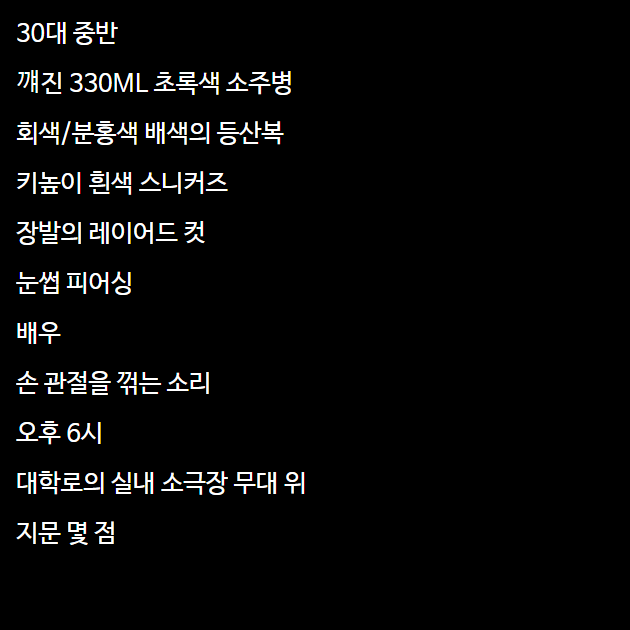 30대 중반
꺠진 330ML 초록색 소주병
회색/분홍색 배색의 등산복
키높이 흰색 스니커즈
장발의 레이어드 컷
눈썹 피어싱
배우
손 관절을 꺾는 소리
오후 6시
대학로의 실내 소극장 무대 위
지문 몇 점